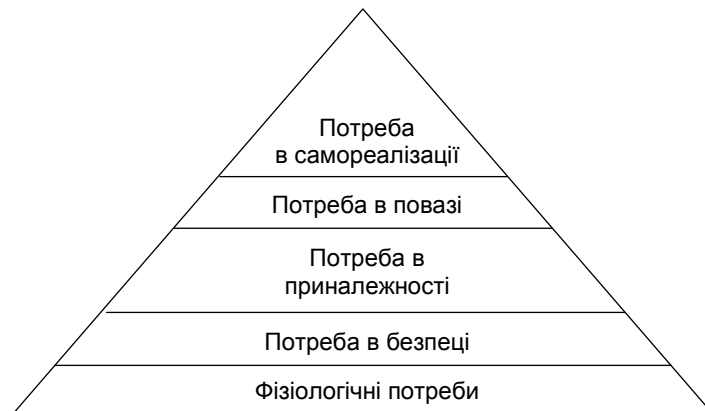 Потреба
в самореалізації
Потреба в повазі
Потреба в
приналежності
Потреба в безпеці
Фізіологічні потреби